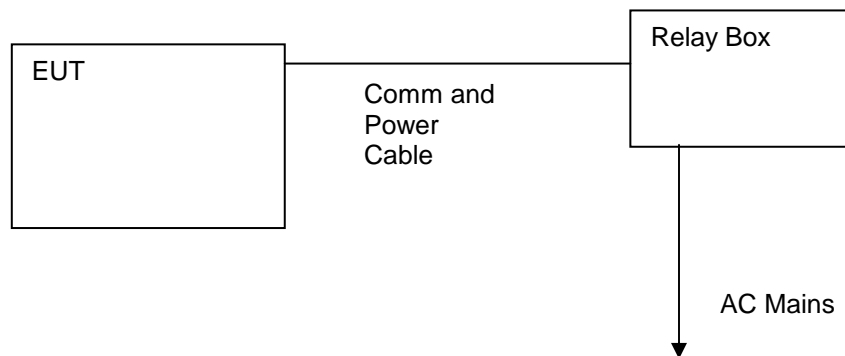 EUT
Comm and
Power
Cable
Relay Box
AC Mains